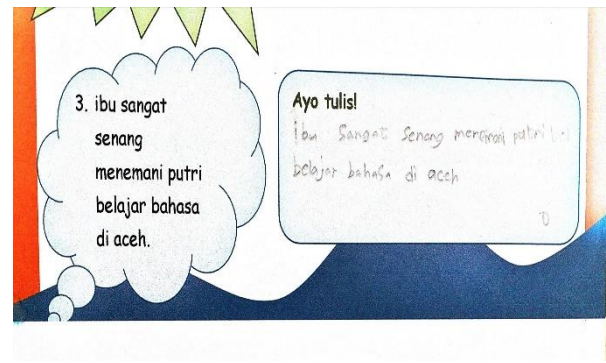 3. ibu sangat
senang
menemani putri
belajar bahasa
di aceh.
Ayo tulis!
ibu Sangat Senang menemani putri
belajar bahasa di aceh